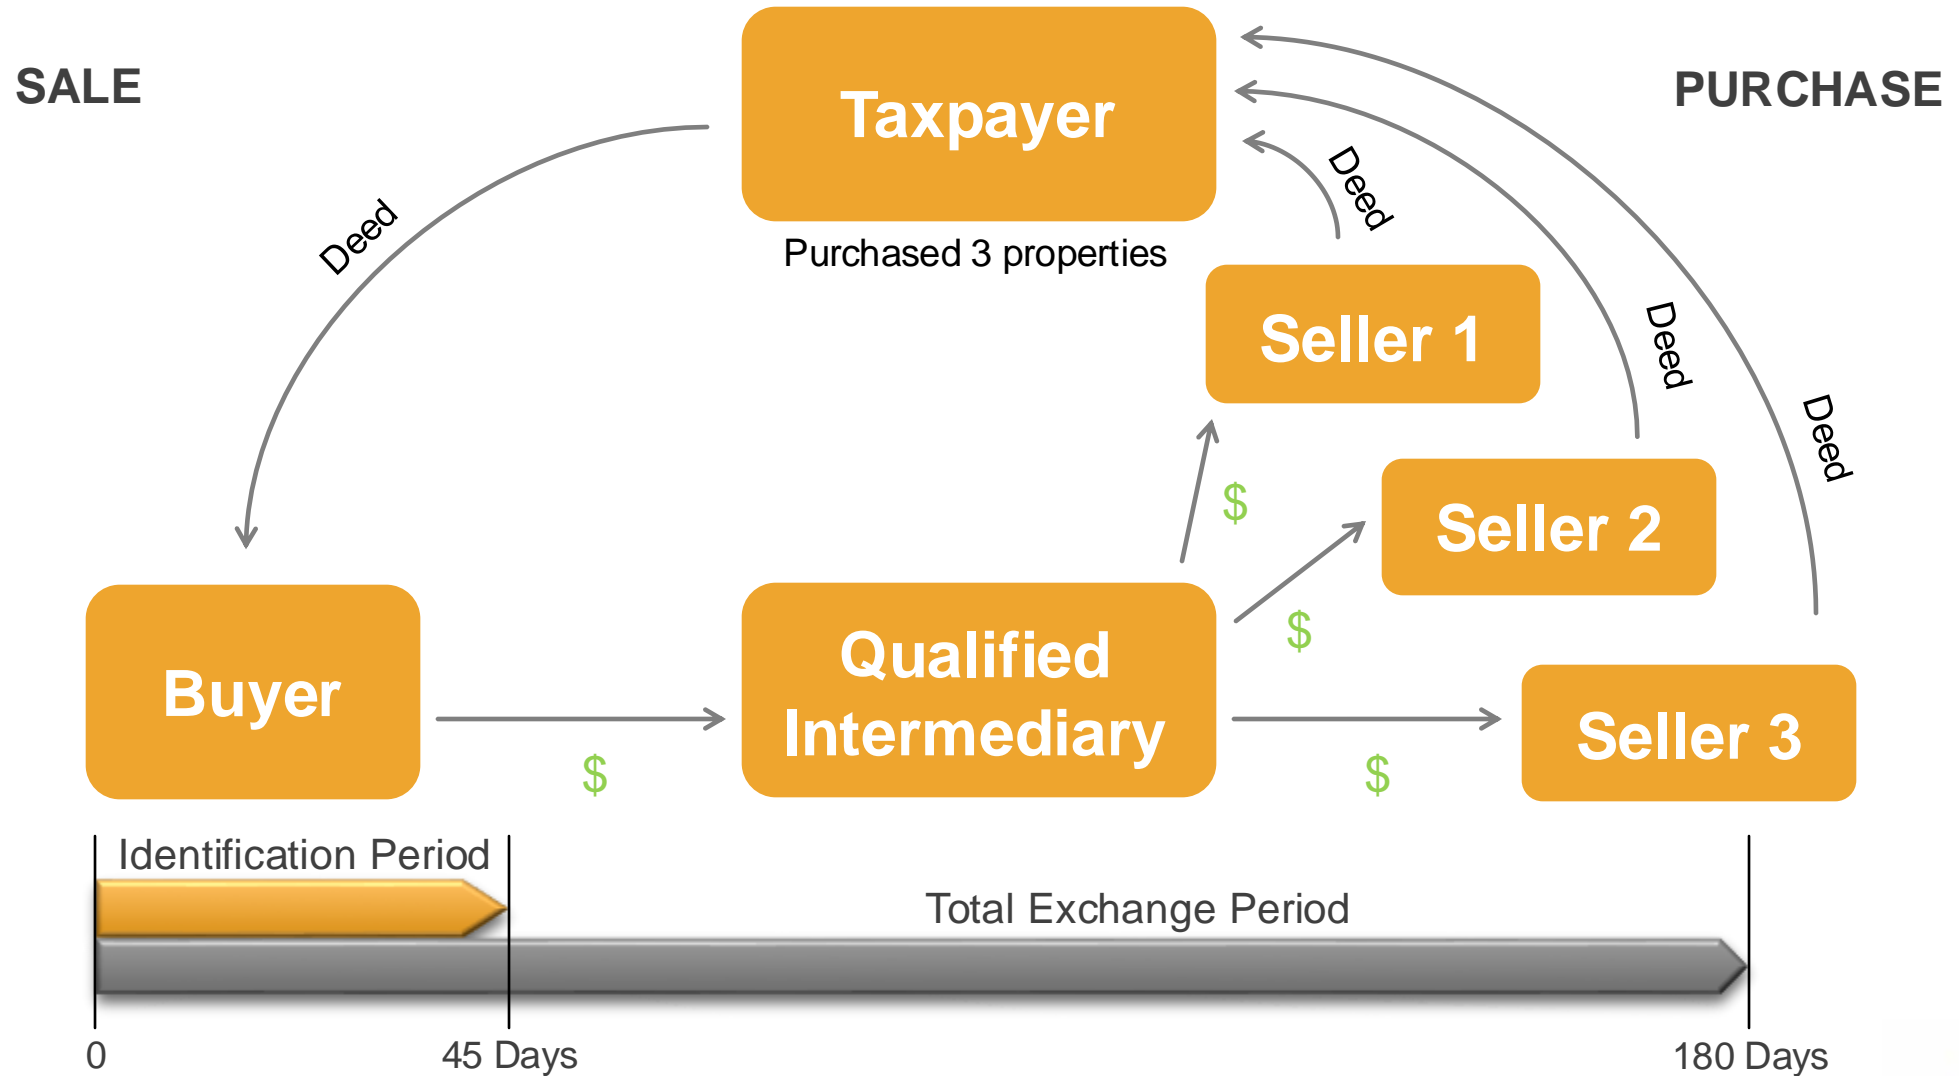 SALE
PURCHASE
Taxpayer
Purchased 3 properties
Deed
Deed
Deed
Deed
Seller 1
$
Seller 2
$
Buyer
$
Qualified
Intermediary
$
Seller 3
Identification Period
Total Exchange Period
0
45 Days
180 Days